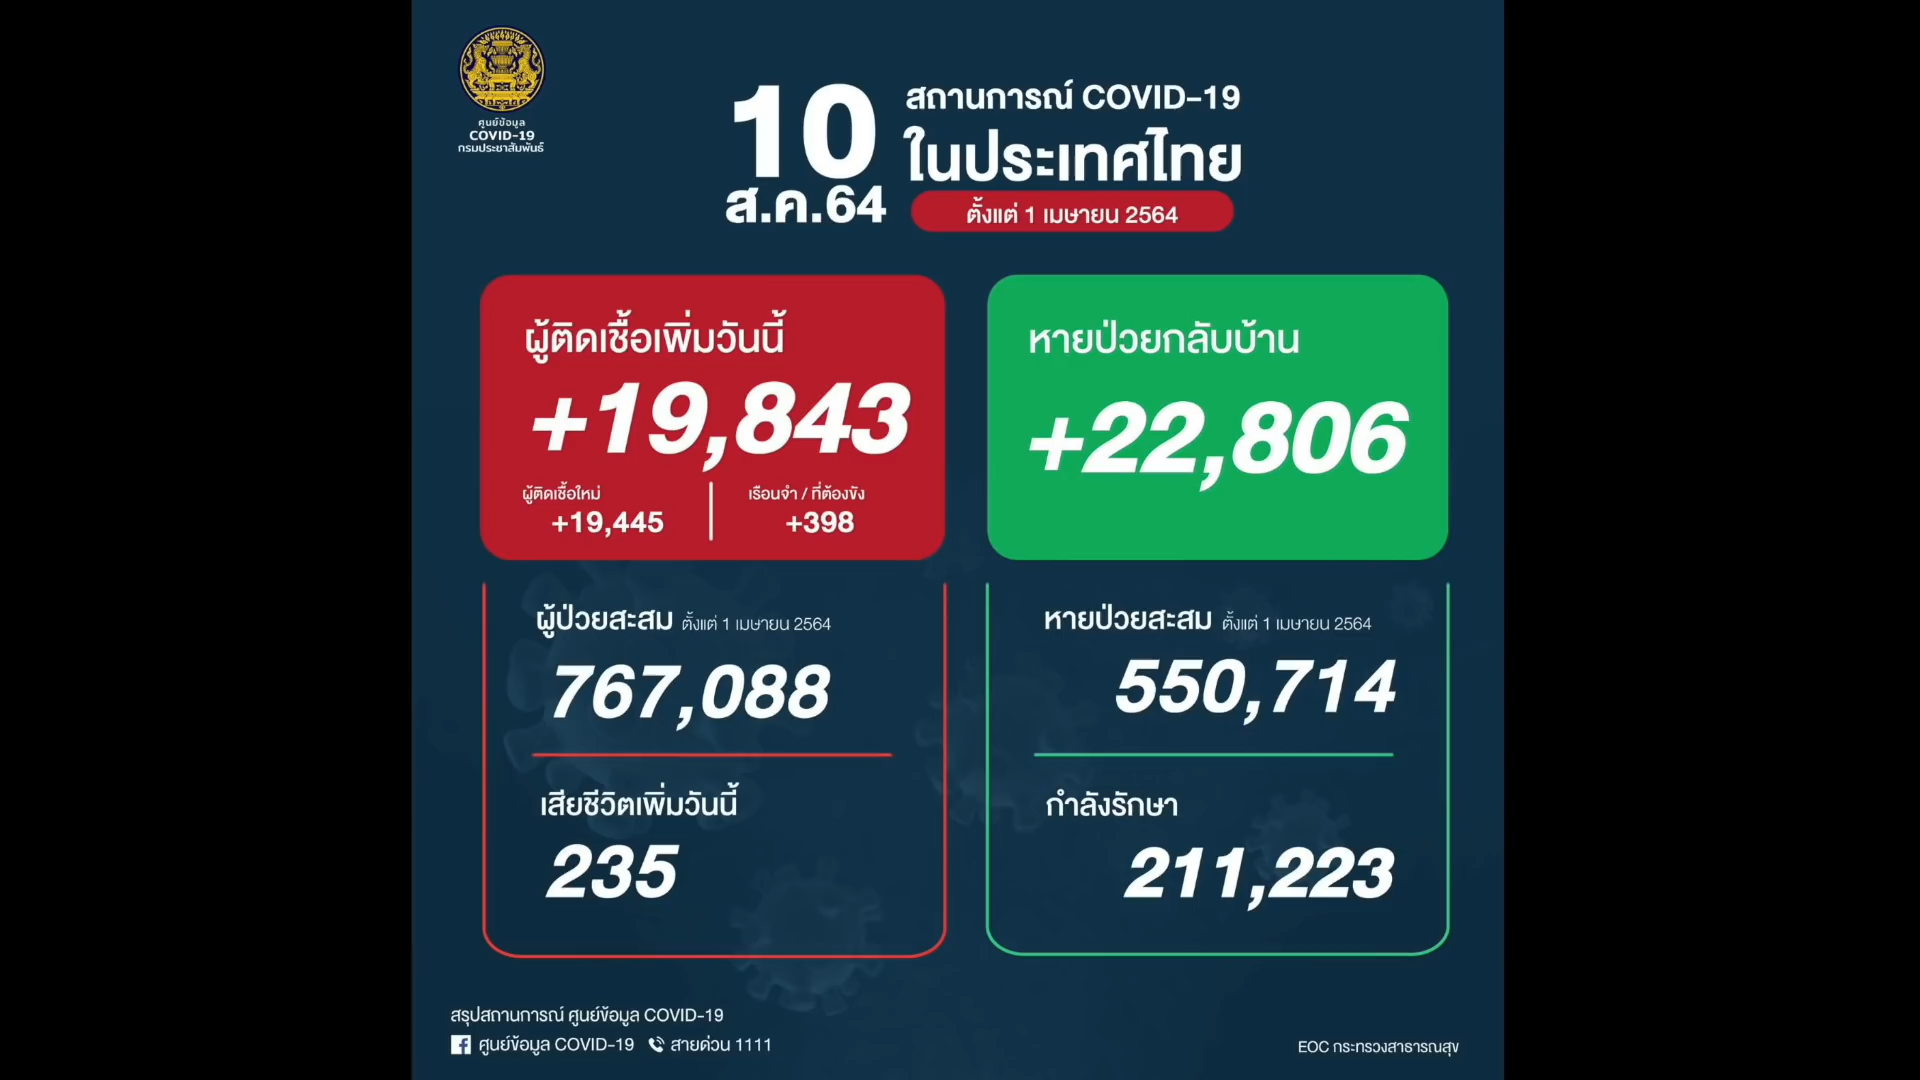 ศูนย์ข้อมูล
COVID-19
กรมประชาสัมพันธ์
10
ส.ค.64
สถานการณ์ COVID-19
ในประเทศไทย
ตั้งแต่ 1 เมษายน 2564
ผู้ติดเชื้อเพิ่มวันนี้
+19,843
ผู้ติดเชื้อใหม่
+19,445
เรือนจำ / ที่ต้องขัง
+398
หายป่วยกลับบ้าน
+22,806
ผู้ป่วยสะสม ตั้งแต่ 1 เมษายน 2564
767,088
เสียชีวิตเพิ่มวันนี้
235
หายป่วยสะสม ตั้งแต่ 1 เมษายน 2564
550,714
กำลังรักษา
211,223
สรุปสถานการณ์ ศูนย์ข้อมูล COVID-19
ศูนย์ข้อมูล COVID-19 สายด่วน 1111
EOC กระทรวงสาธารณสุข